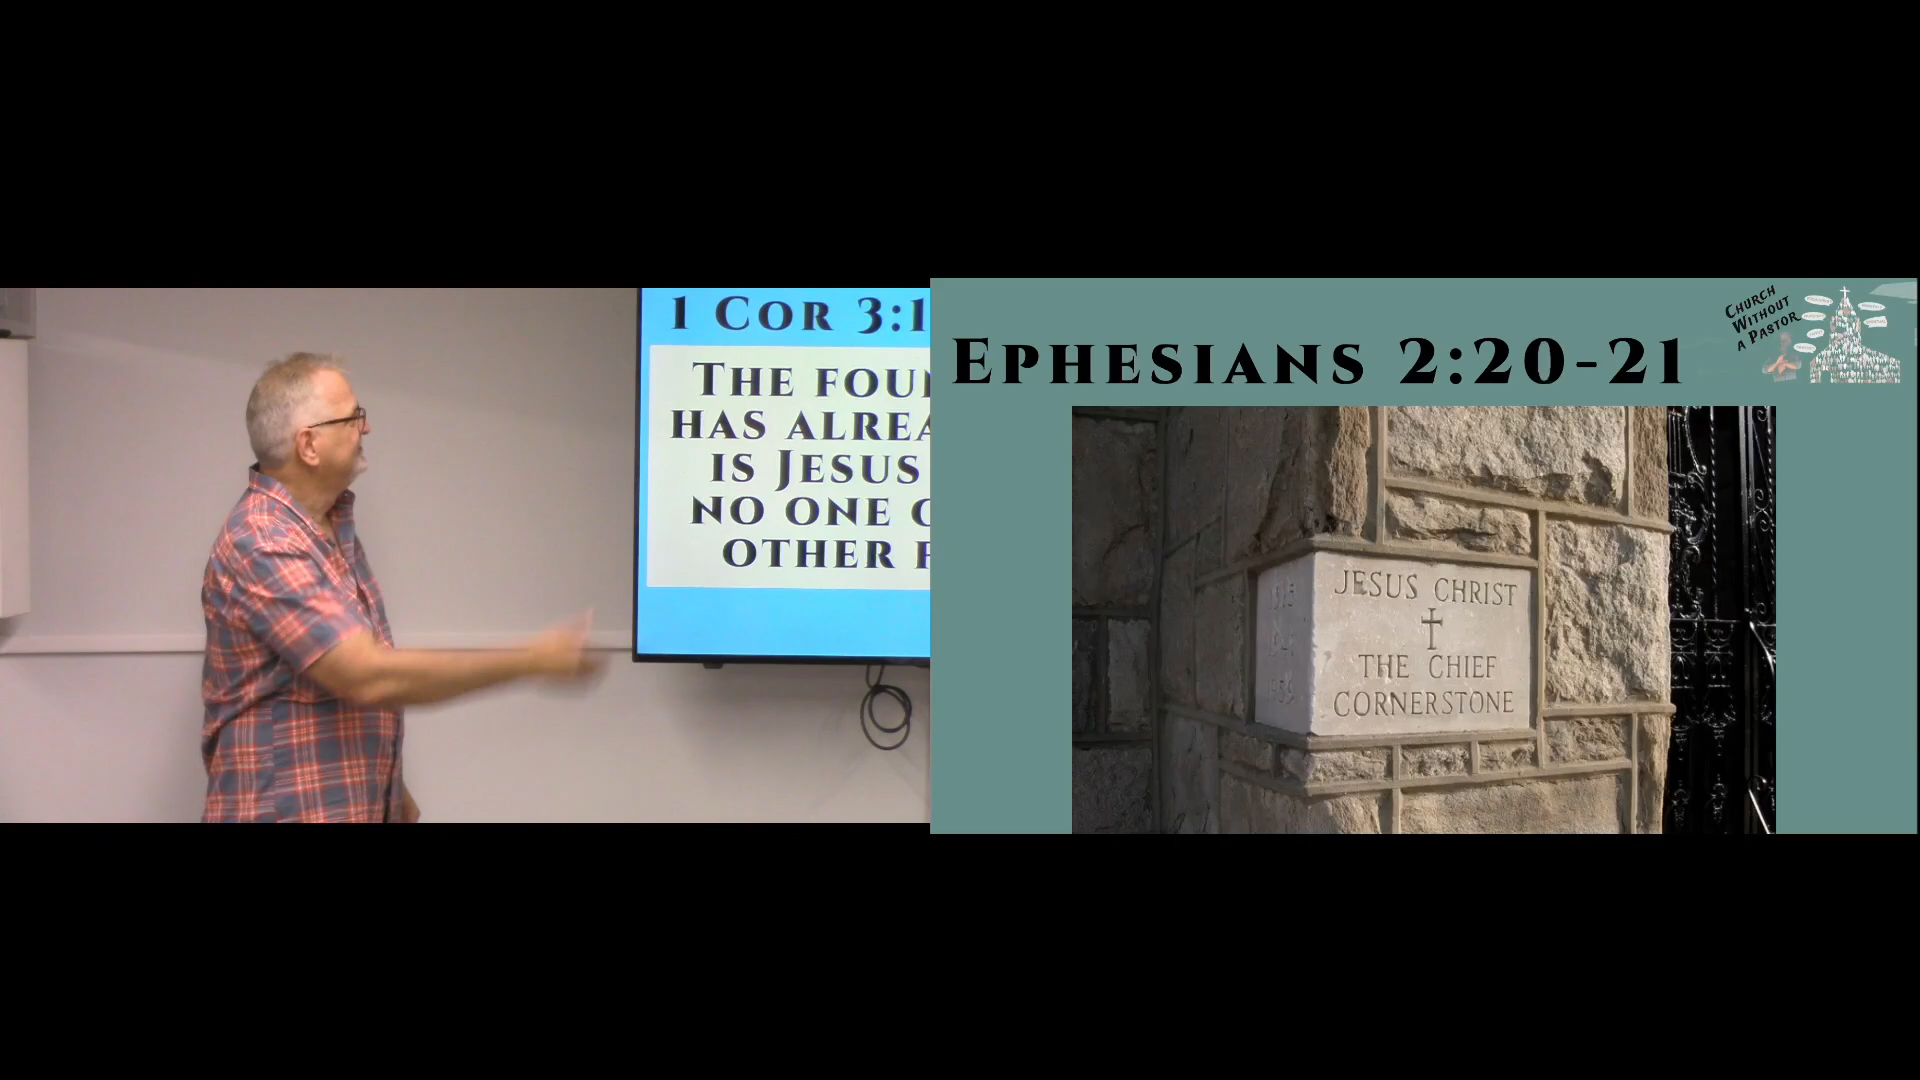 1 Cor 3:1
The foun
has alrea
is Jesus
no one c
other f
Ephesians 2:20-21
Church
Without
a Pastor
JESUS CHRIST
THE CHIEF
CORNERSTONE